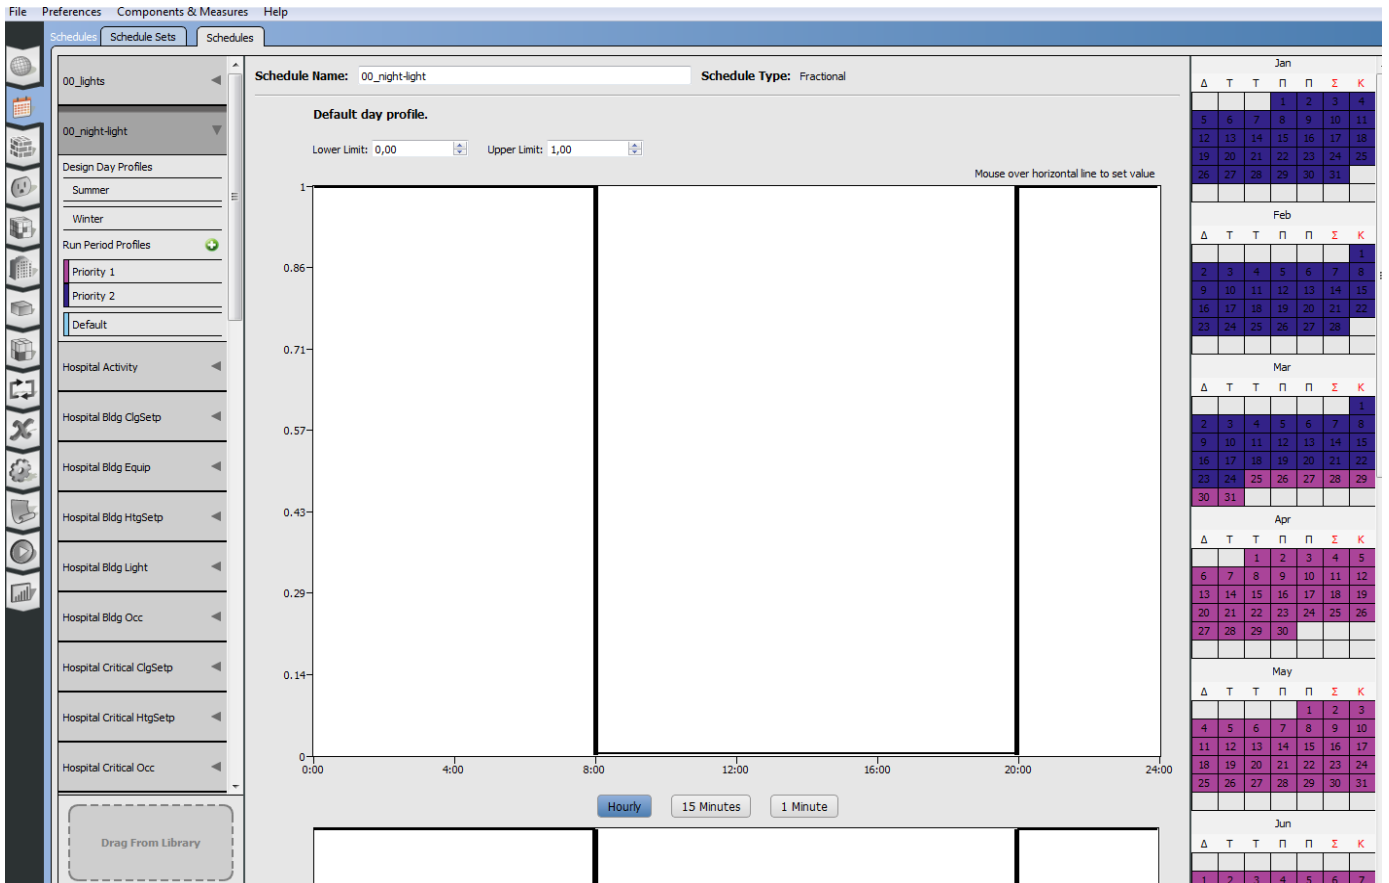 File Preferences Components & Measures Help
Schedules Schedule Sets Schedules
00_lights
00_night-light
Design Day Profiles
Summer
Winter
Run Period Profiles
Priority 1
Priority 2
Default
Hospital Activity
Hospital Bldg ClgSetp
Hospital Bldg Equip
Hospital Bldg HtgSetp
Hospital Bldg Light
Hospital Bldg Occ
Hospital Critical ClgSetp
Hospital Critical HtgSetp
Hospital Critical Occ
Drag From Library
Schedule Name: 00_night-light Schedule Type: Fractional
Default day profile.
Lower Limit: 0,00 Upper Limit: 1,00
Mouse over horizontal line to set value
1
0.86
0.71
0.57
0.43
0.29
0.14
0
0:00 4:00 8:00 12:00 16:00 20:00 24:00
Hourly 15 Minutes 1 Minute
Jan
Δ Τ Τ Π Π Σ Κ
1 2 3 4
5 6 7 8 9 10 11
12 13 14 15 16 17 18
19 20 21 22 23 24 25
26 27 28 29 30 31
Feb
Δ Τ Τ Π Π Σ Κ
1
2 3 4 5 6 7 8
9 10 11 12 13 14 15
16 17 18 19 20 21 22
23 24 25 26 27 28
Mar
Δ Τ Τ Π Π Σ Κ
1
2 3 4 5 6 7 8
9 10 11 12 13 14 15
16 17 18 19 20 21 22
23 24 25 26 27 28 29
30 31
Apr
Δ Τ Τ Π Π Σ Κ
1 2 3 4 5
6 7 8 9 10 11 12
13 14 15 16 17 18 19
20 21 22 23 24 25 26
27 28 29 30
May
Δ Τ Τ Π Π Σ Κ
1 2 3
4 5 6 7 8 9 10
11 12 13 14 15 16 17
18 19 20 21 22 23 24
25 26 27 28 29 30 31
Jun
Δ Τ Τ Π Π Σ Κ
1 2 3 4 5 6 7